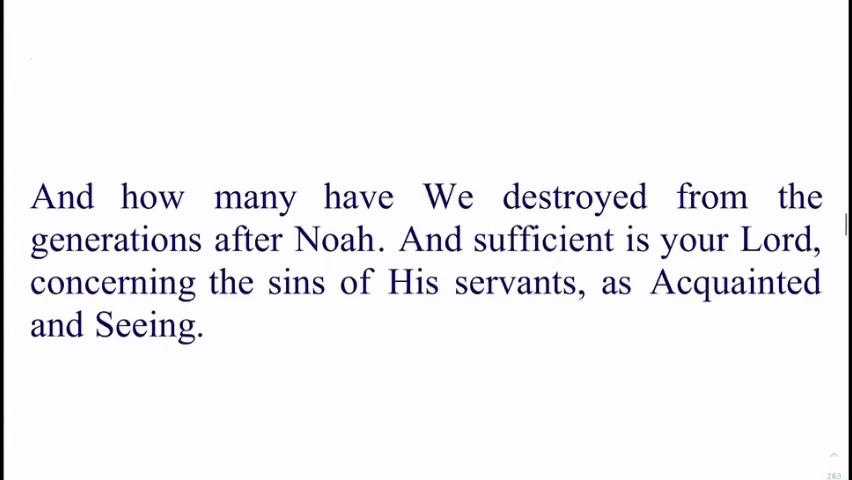 And how many have We destroyed from the
generations after Noah. And sufficient is your Lord,
concerning the sins of His servants, as Acquainted
and Seeing.